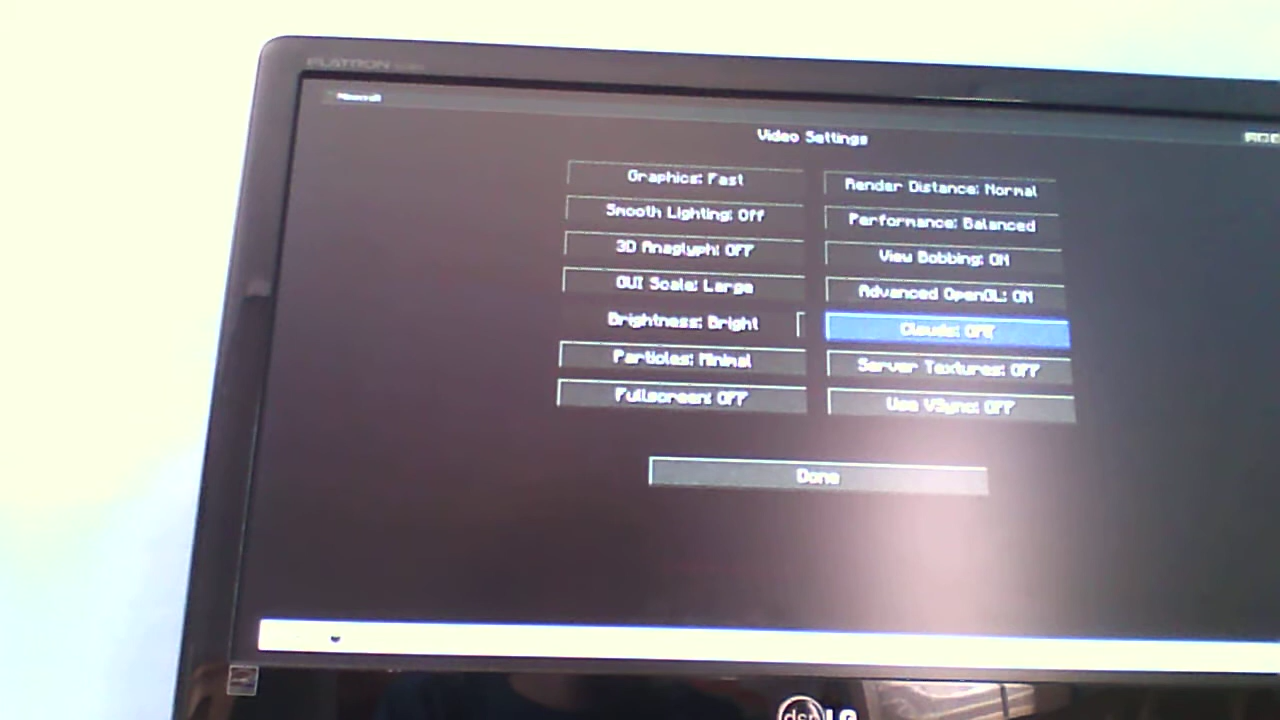 FLATRON
Minecraft
Video Settings
Graphics: Fast
Render Distance: Normal
Smooth Lighting: Off
Performance: Balanced
3D Anaglyph: OFF
View Bobbing: ON
GUI Scale: Large
Advanced OpenGL: ON
Brightness: Bright
Clouds: OFF
Particles: Minimal
Server Textures: OFF
Fullscreen: OFF
Use VSync: OFF
Done
LG